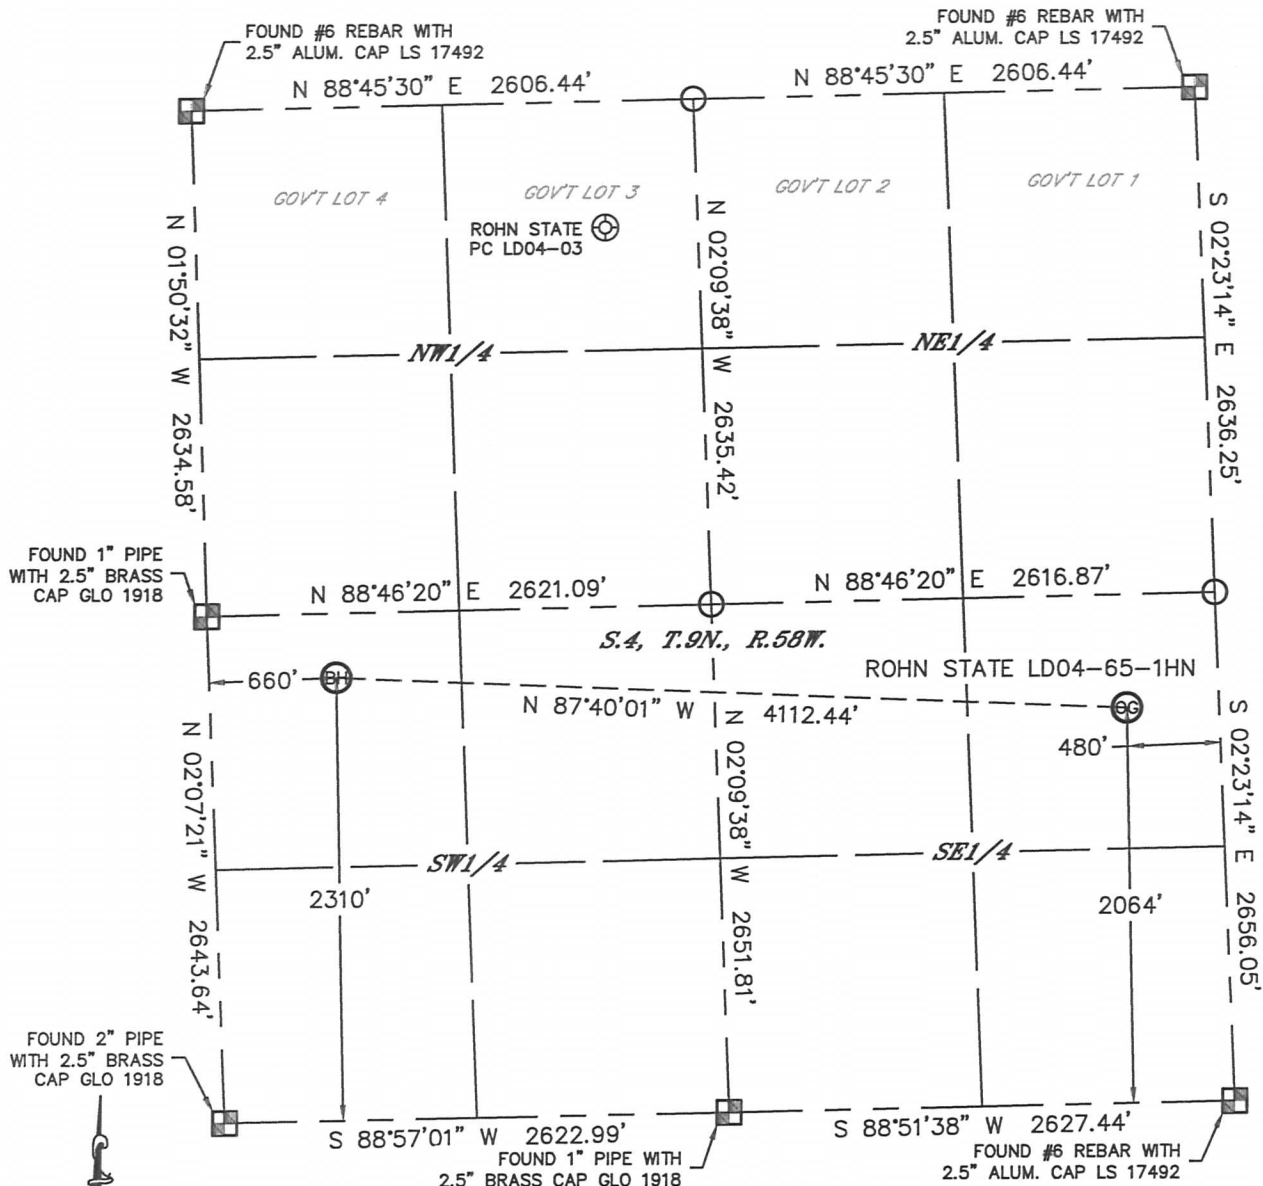 FOUND #6 REBAR WITH
2.5" ALUM. CAP LS 17492
FOUND #6 REBAR WITH
2.5" ALUM. CAP LS 17492
N 88°45'30" E 2606.44'
N 88°45'30" E 2606.44'
GOV'T LOT 4
GOV'T LOT 3
GOV'T LOT 2
GOV'T LOT 1
ROHN STATE
PC LD04-03
N 01°50'32" W 2634.58'
N 02°09'38" W 2635.42'
S 02°23'14" E 2636.25'
NW1/4
NE1/4
FOUND 1" PIPE
WITH 2.5" BRASS
CAP GLO 1918
N 88°46'20" E 2621.09'
N 88°46'20" E 2616.87'
S.4, T.9N., R.58W.
ROHN STATE LD04-65-1HN
660'
BH
N 87°40'01" W 4112.44'
OG
480'
N 02°07'21" W 2643.64'
N 02°09'38" W 2651.81'
S 02°23'14" E 2656.05'
SW1/4
SE1/4
2310'
2064'
FOUND 2" PIPE
WITH 2.5" BRASS
CAP GLO 1918
S 88°57'01" W 2622.99'
S 88°51'38" W 2627.44'
FOUND 1" PIPE WITH
2.5" BRASS CAP GLO 1918
FOUND #6 REBAR WITH
2.5" ALUM. CAP LS 17492